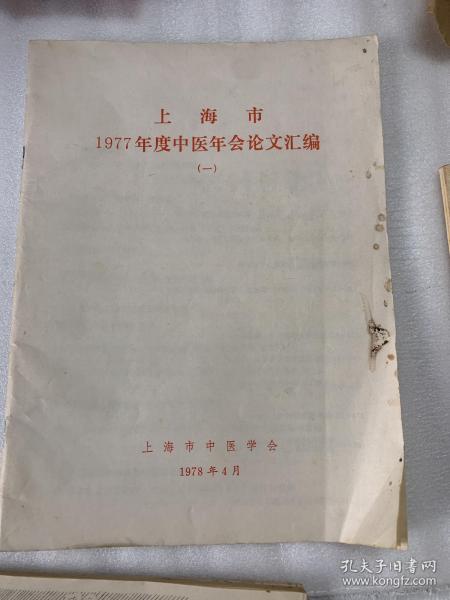 上海市
1977年度中医年会论文汇编
(一)
上海市中医学会
1978年4月
孔夫子旧书网
www.kongfz.com